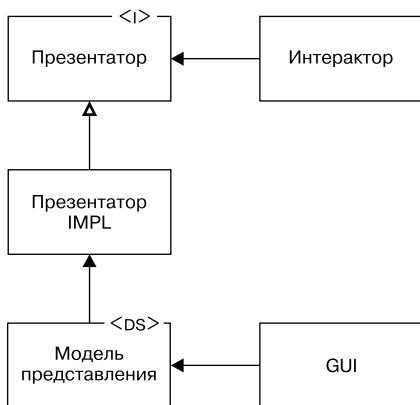 <I>
Презентатор
Интерактор
Презентатор
IMPL
<DS>
Модель
представления
GUI